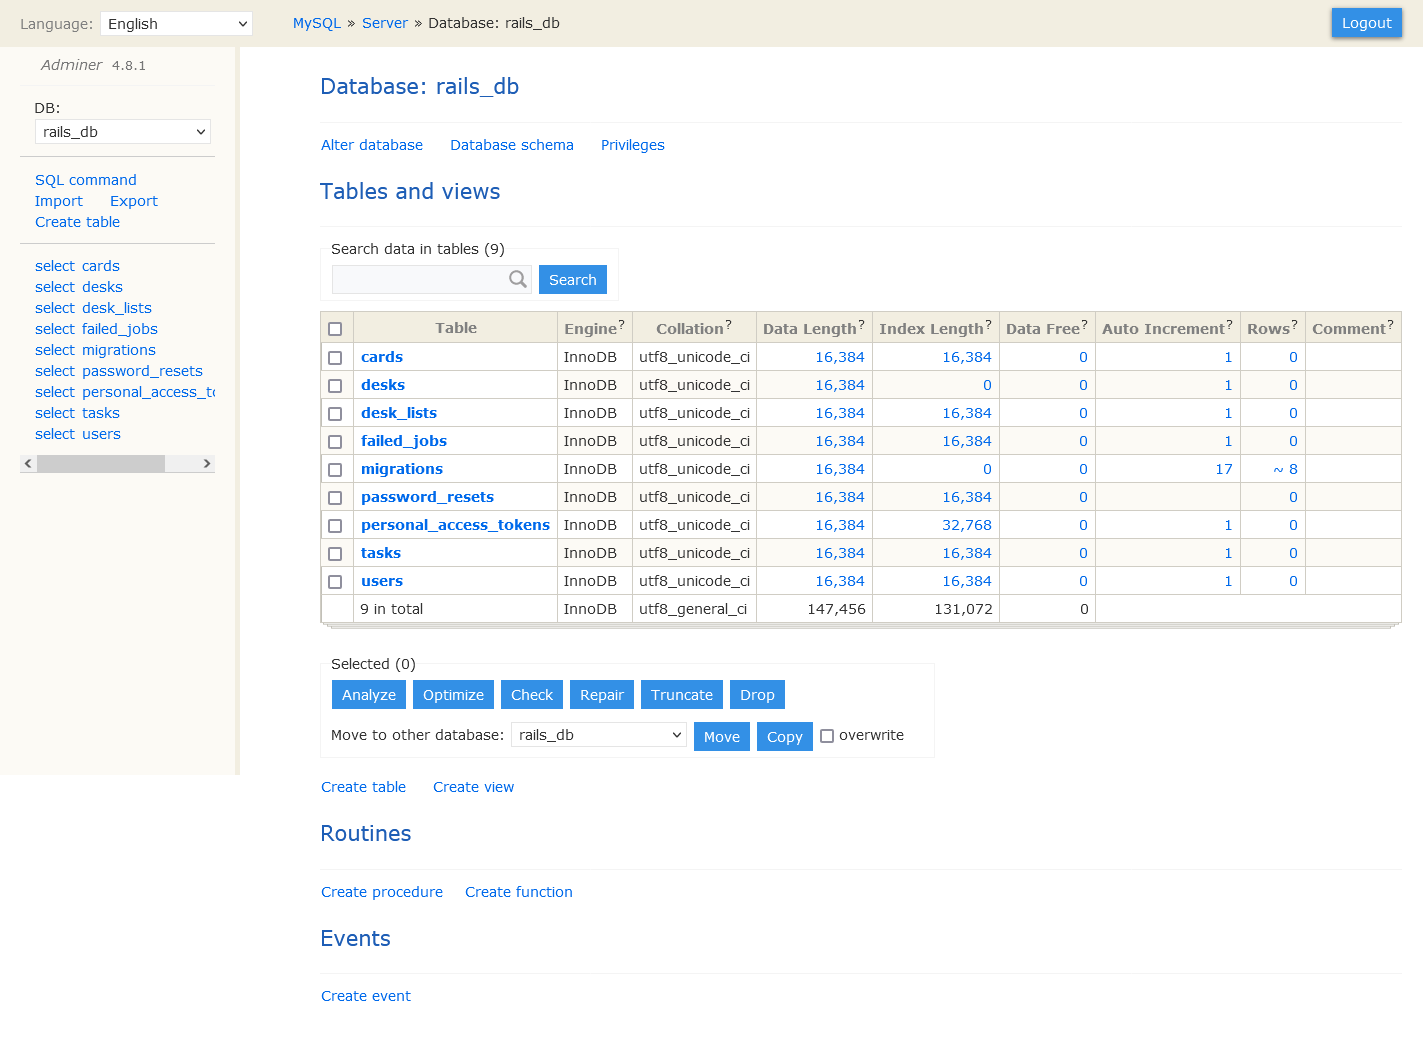 Language: English MySQL » Server » Database: rails_db Logout
Adminer 4.8.1
DB:
rails_db
SQL command
Import Export
Create table
select cards
select desks
select desk_lists
select failed_jobs
select migrations
select password_resets
select personal_access_to
select tasks
select users
Database: rails_db
Alter database Database schema Privileges
Tables and views
Search data in tables (9)
Search
Table Engine? Collation? Data Length? Index Length? Data Free? Auto Increment? Rows? Comment?
cards InnoDB utf8_unicode_ci 16,384 16,384 0 1 0
desks InnoDB utf8_unicode_ci 16,384 0 0 1 0
desk_lists InnoDB utf8_unicode_ci 16,384 16,384 0 1 0
failed_jobs InnoDB utf8_unicode_ci 16,384 16,384 0 1 0
migrations InnoDB utf8_unicode_ci 16,384 0 0 17 ~ 8
password_resets InnoDB utf8_unicode_ci 16,384 16,384 0 0
personal_access_tokens InnoDB utf8_unicode_ci 16,384 32,768 0 1 0
tasks InnoDB utf8_unicode_ci 16,384 16,384 0 1 0
users InnoDB utf8_unicode_ci 16,384 16,384 0 1 0
9 in total InnoDB utf8_general_ci 147,456 131,072 0
Selected (0)
Analyze Optimize Check Repair Truncate Drop
Move to other database: rails_db Move Copy overwrite
Create table Create view
Routines
Create procedure Create function
Events
Create event